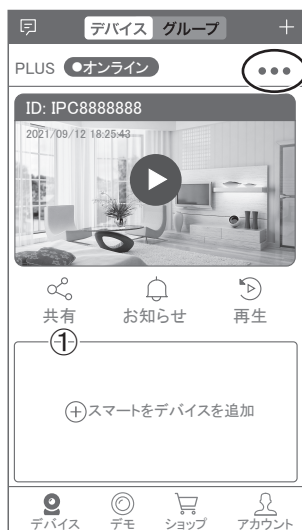 デバイス グループ +
PLUS ●オンライン ●●●
ID: IPC8888888
2021/09/12 18:25:43
共有 お知らせ 再生
①
+スマートをデバイスを追加
デバイス デモ ショップ アカウント